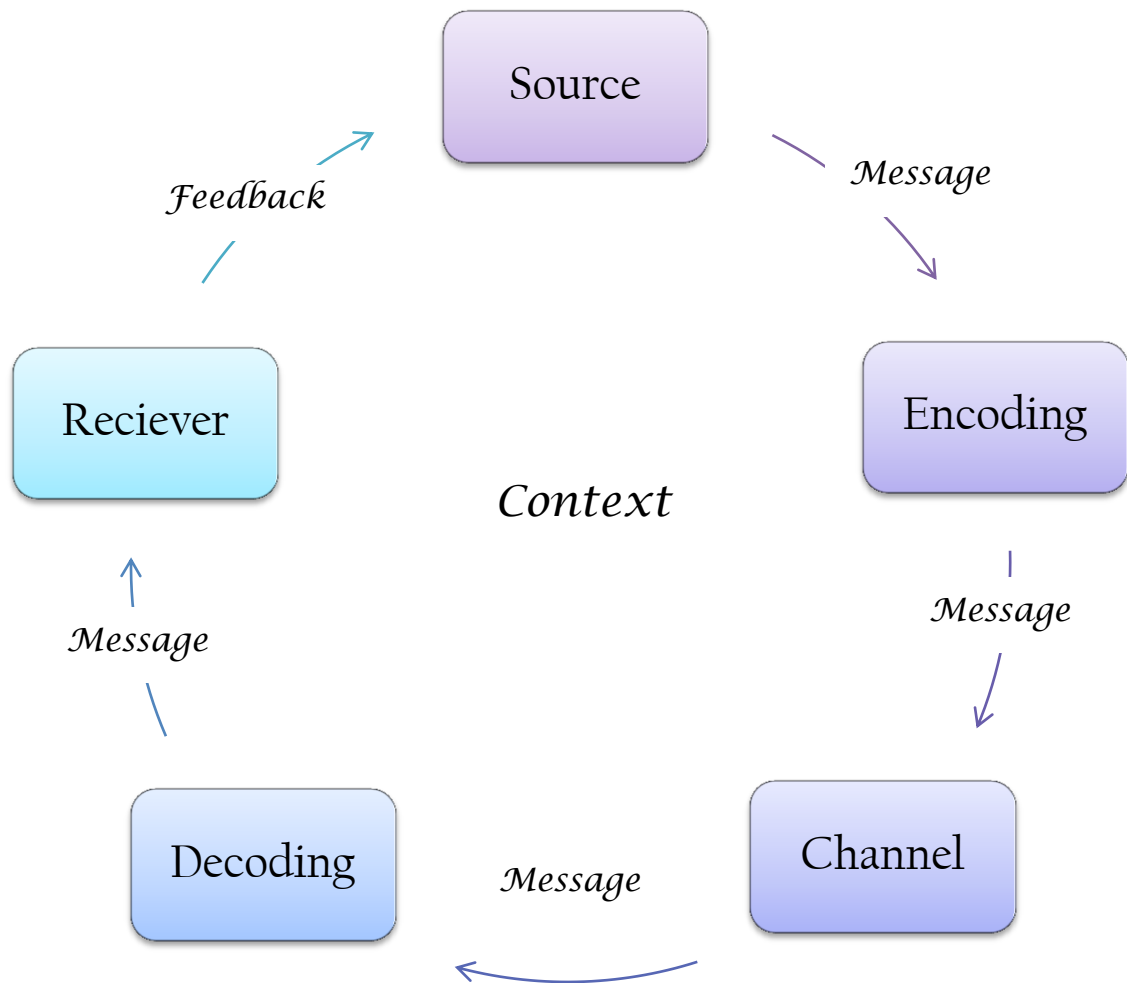 Source
Message
Feedback
Encoding
Reciever
Context
Message
Message
Channel
Decoding
Message